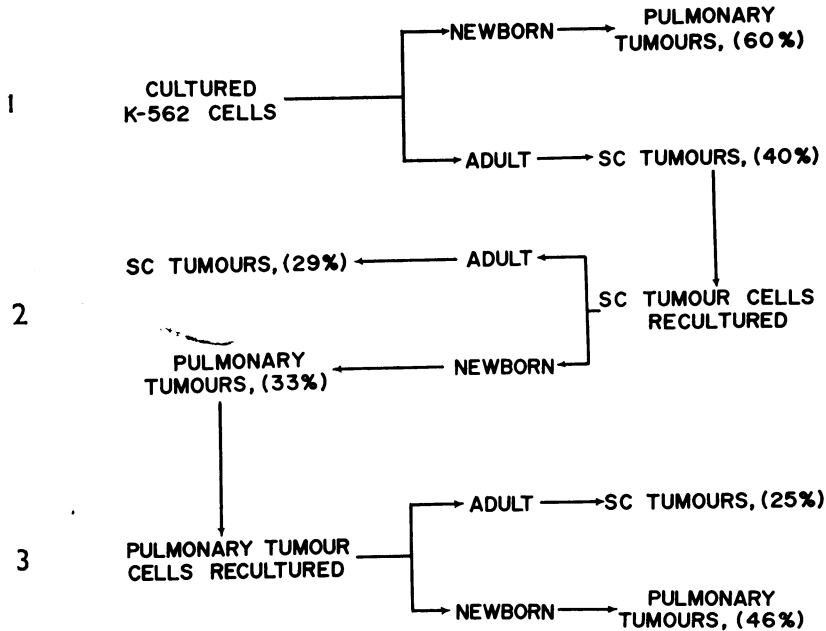 1
CULTURED
K-562 CELLS
NEWBORN
PULMONARY
TUMOURS, (60%)
ADULT
SC TUMOURS, (40%)
2
SC TUMOURS, (29%)
ADULT
SC TUMOUR CELLS
RECULTURED
PULMONARY
TUMOURS, (33%)
NEWBORN
3
PULMONARY TUMOUR
CELLS RECULTURED
ADULT
SC TUMOURS, (25%)
NEWBORN
PULMONARY
TUMOURS, (46%)